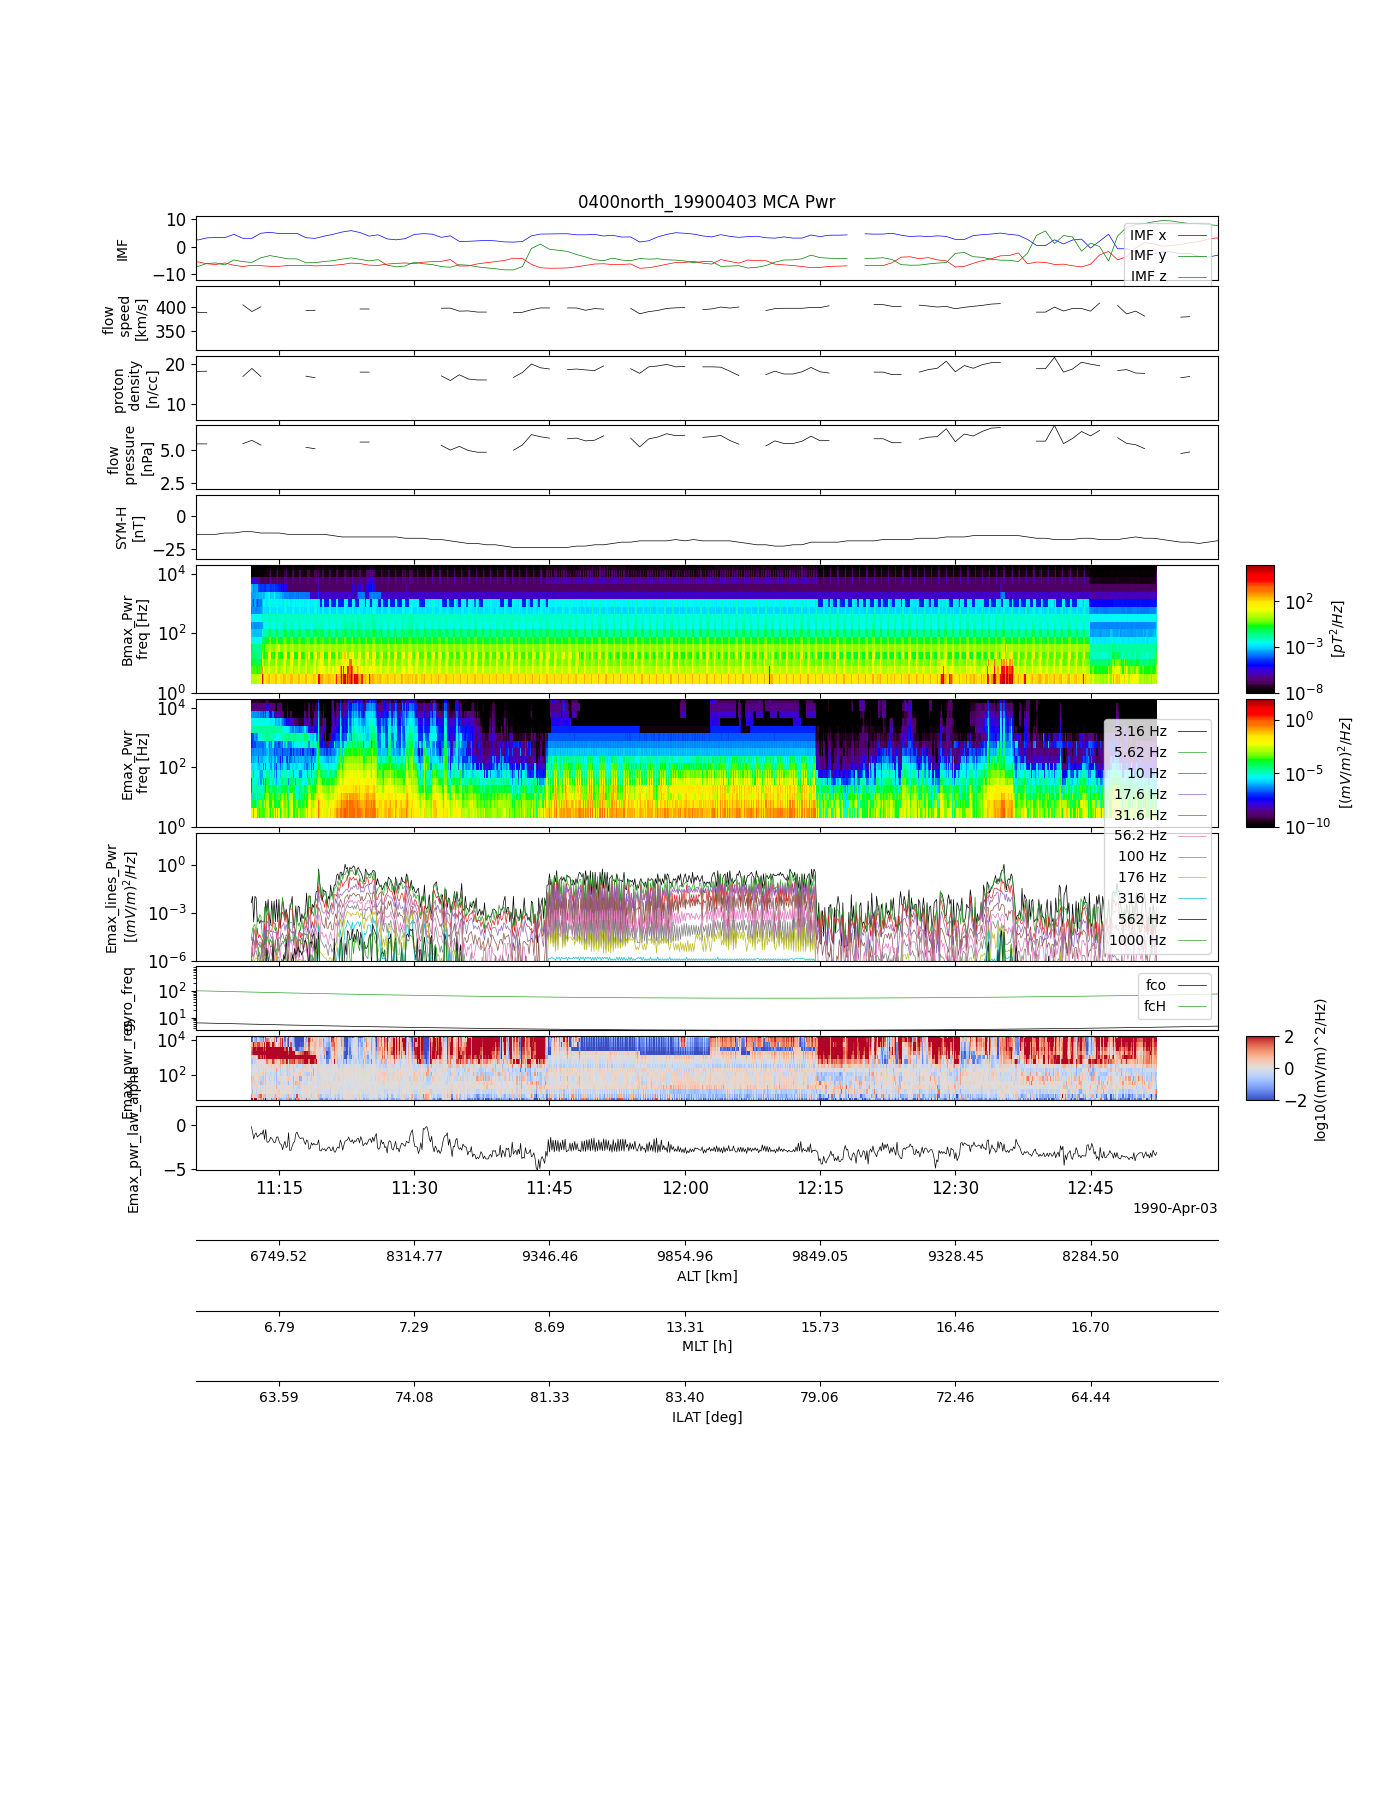 0400north_19900403 MCA Pwr
10
0
−10
IMF
IMF x
IMF y
IMF z
400
350
flow
speed
[km/s]
20
10
proton
density
[n/cc]
5.0
2.5
flow
pressure
[nPa]
0
−25
SYM-H
[nT]
10^4
10^2
10^0
Bmax_Pwr
freq [Hz]
10^2
10^−3
10^−8
[pT^2/Hz]
10^4
10^2
10^0
Emax_Pwr
freq [Hz]
10^0
10^−5
10^−10
[(mV/m)^2/Hz]
3.16 Hz
5.62 Hz
10 Hz
17.6 Hz
31.6 Hz
56.2 Hz
100 Hz
176 Hz
316 Hz
562 Hz
1000 Hz
10^0
10^−3
10^−6
Emax_lines_Pwr
[(mV/m)^2/Hz]
10^2
10^1
gyro_freq
fco
fcH
10^4
10^2
Emax_pwr_reg
2
0
−2
log10((mV/m)^2/Hz)
0
−5
Emax_pwr_law_alpha
11:15 11:30 11:45 12:00 12:15 12:30 12:45
1990-Apr-03
6749.52 8314.77 9346.46 9854.96 9849.05 9328.45 8284.50
ALT [km]
6.79 7.29 8.69 13.31 15.73 16.46 16.70
MLT [h]
63.59 74.08 81.33 83.40 79.06 72.46 64.44
ILAT [deg]